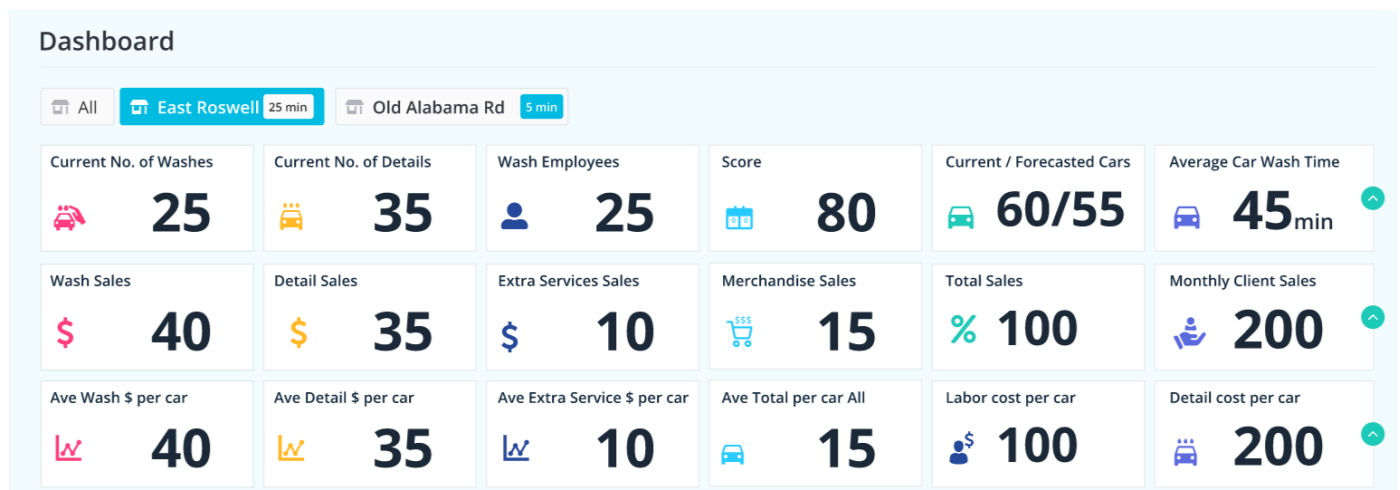 Dashboard
All East Roswell 25 min Old Alabama Rd 5 min
Current No. of Washes Current No. of Details Wash Employees Score Current / Forecasted Cars Average Car Wash Time
25 35 25 80 60/55 45min
Wash Sales Detail Sales Extra Services Sales Merchandise Sales Total Sales Monthly Client Sales
$ 40 $ 35 $ 10 $$$ 15 % 100 200
Ave Wash $ per car Ave Detail $ per car Ave Extra Service $ per car Ave Total per car All Labor cost per car Detail cost per car
40 35 10 15 $ 100 200